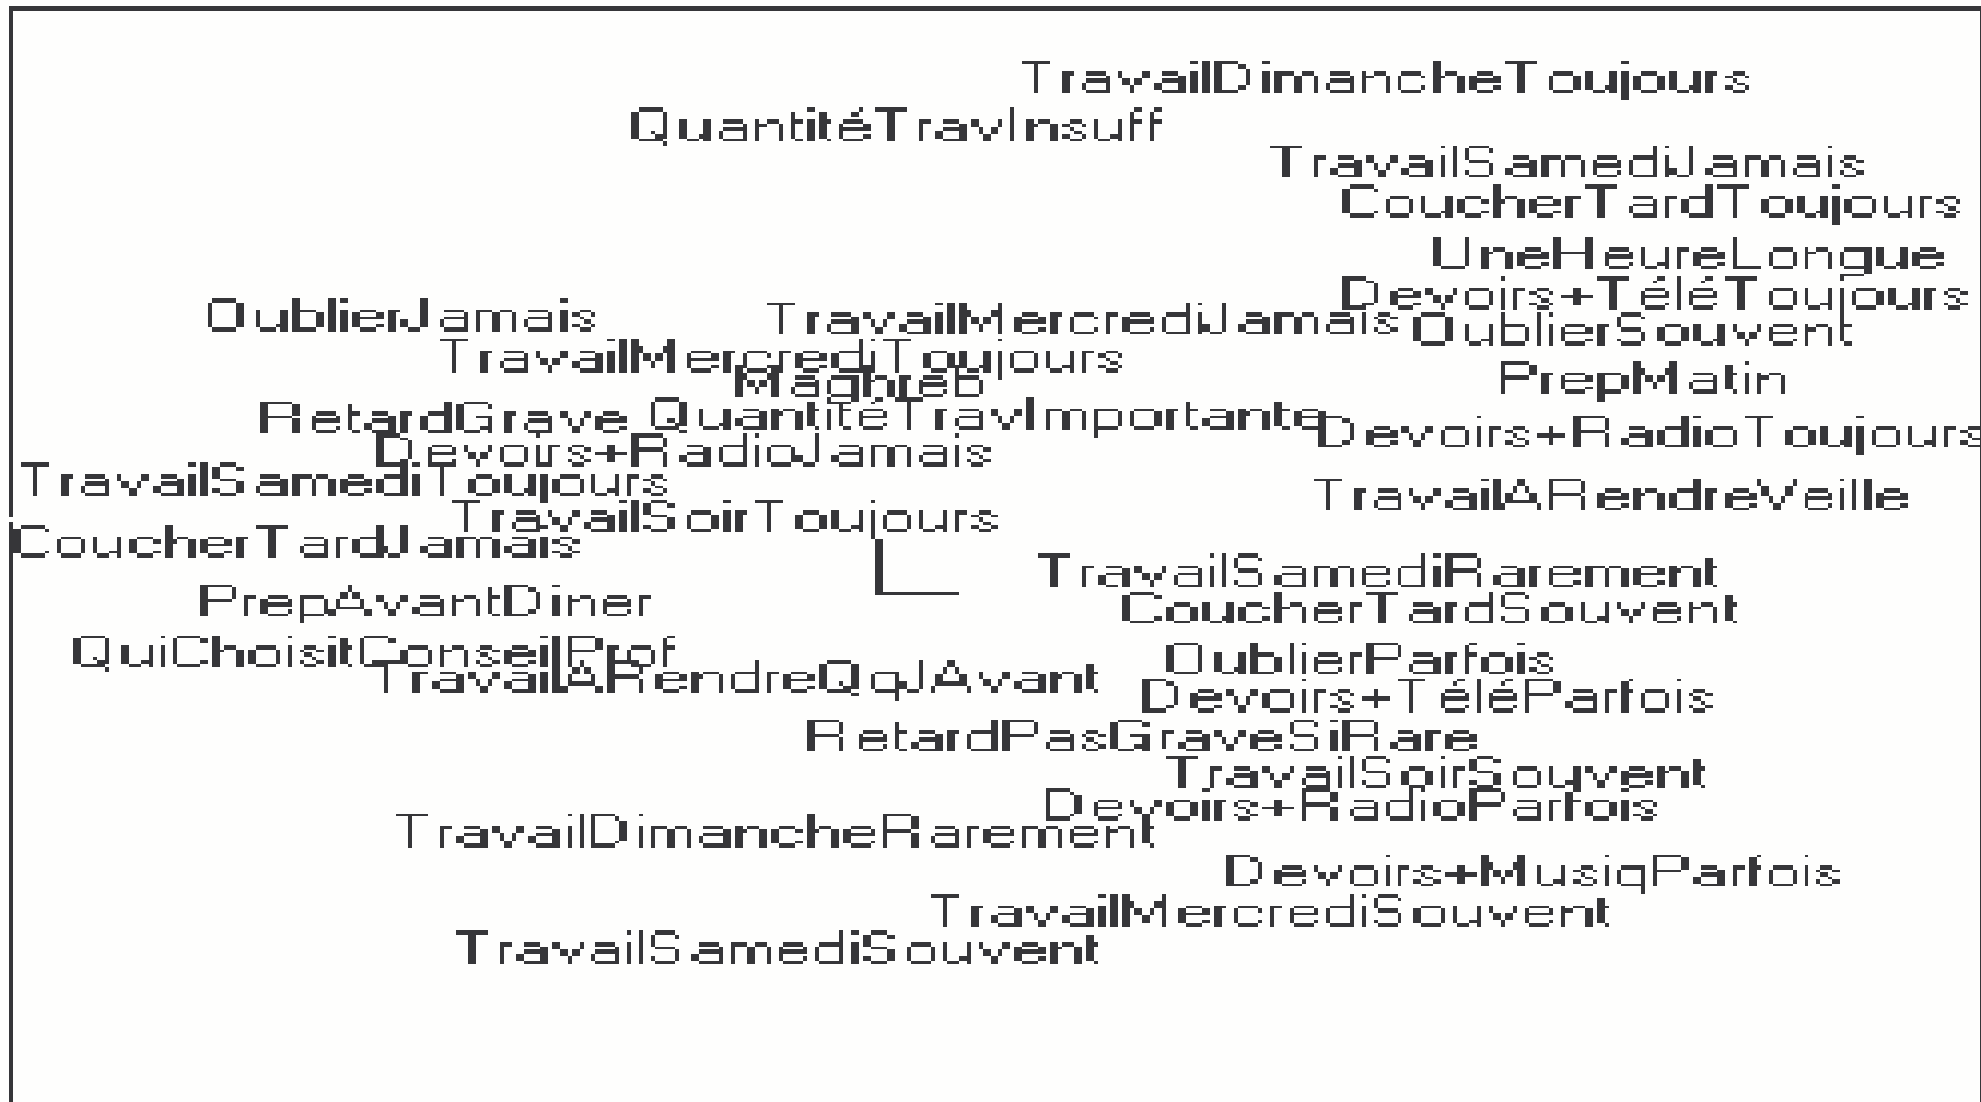 TravailDimancheToujours
QuantitéTravInsuff
TravailSamediJamais
CoucherTardToujours
UneHeureLongue
Devoirs+TéléToujours
OublierJamais
TravailMercrediJamais
OublierSouvent
TravailMercrediToujours
Maghreb
PrepMatin
RetardGrave
QuantitéTravImportante
Devoirs+RadioToujours
Devoirs+RadioJamais
TravailSamediToujours
TravailARendreVeille
TravailSoirToujours
CoucherTardJamais
TravailSamediRarement
PrepAvantDiner
CoucherTardSouvent
QuiChoisitConseilProf
OublierParfois
TravailARendreQqJAvant
Devoirs+TéléParfois
RetardPasGraveSiRare
TravailSoirSouvent
Devoirs+RadioParfois
TravailDimancheRarement
Devoirs+MusiqParfois
TravailMercrediSouvent
TravailSamediSouvent